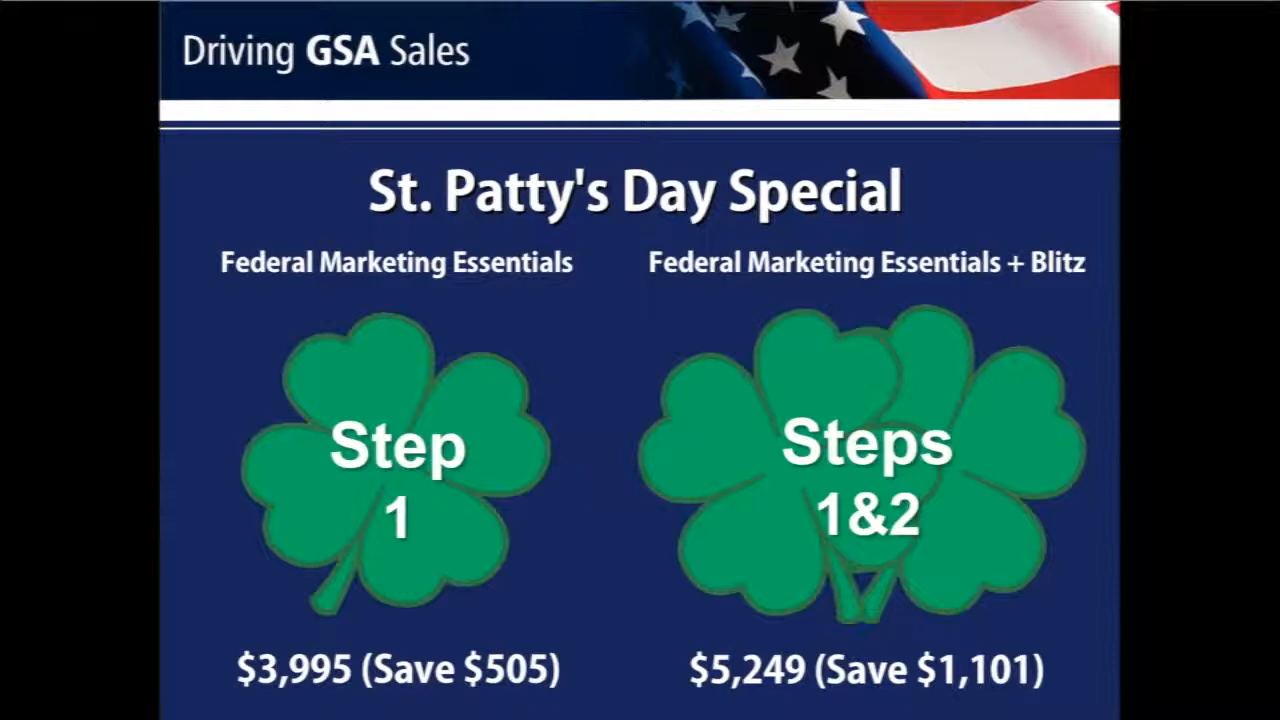 Driving GSA Sales
St. Patty's Day Special
Federal Marketing Essentials
Federal Marketing Essentials + Blitz
Step
1
Steps
1&2
$3,995 (Save $505)
$5,249 (Save $1,101)